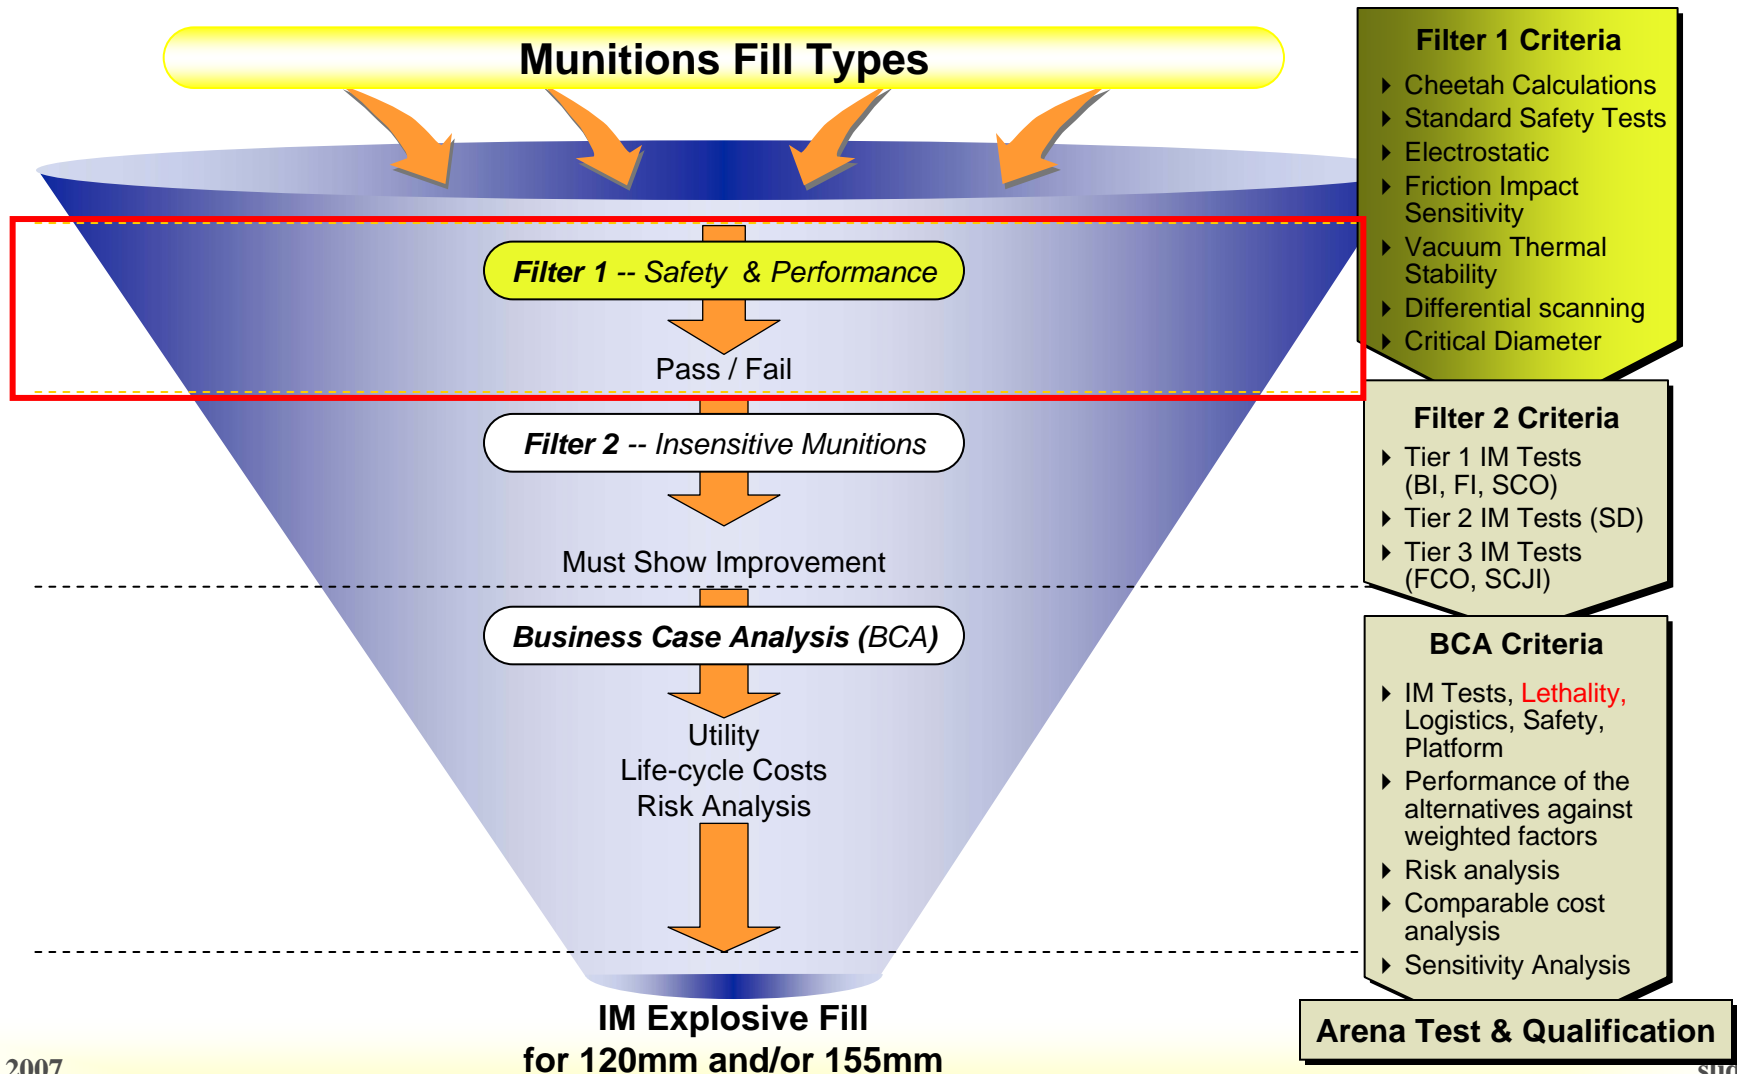 Munitions Fill Types
Filter 1 -- Safety & Performance
Pass / Fail
Filter 2 -- Insensitive Munitions
Must Show Improvement
Business Case Analysis (BCA)
Utility
Life-cycle Costs
Risk Analysis
IM Explosive Fill
for 120mm and/or 155mm
Filter 1 Criteria
Cheetah Calculations
Standard Safety Tests
Electrostatic
Friction Impact
Sensitivity
Vacuum Thermal
Stability
Differential scanning
Critical Diameter
Filter 2 Criteria
Tier 1 IM Tests
(BI, FI, SCO)
Tier 2 IM Tests (SD)
Tier 3 IM Tests
(FCO, SCJI)
BCA Criteria
IM Tests, Lethality,
Logistics, Safety,
Platform
Performance of the
alternatives against
weighted factors
Risk analysis
Comparable cost
analysis
Sensitivity Analysis
Arena Test & Qualification
2007